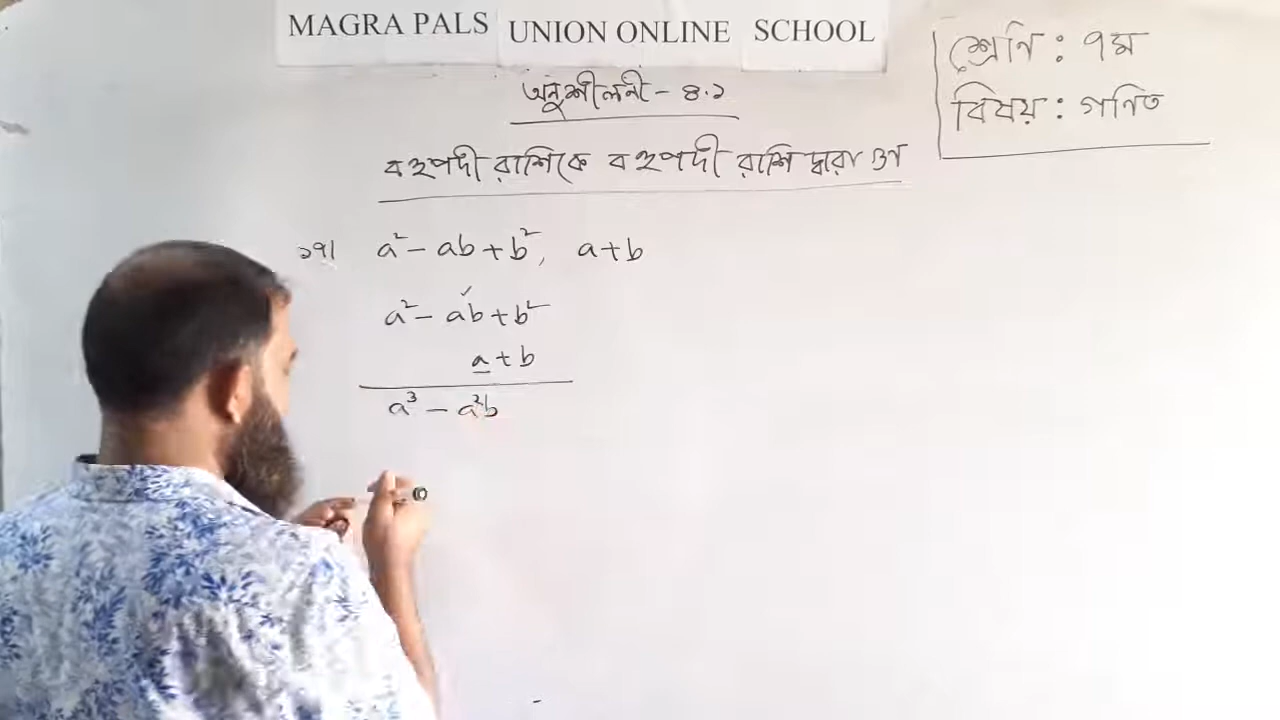 MAGRA PALS UNION ONLINE SCHOOL
শ্রেণি : ৭ম
বিষয় : গণিত
অনুশীলনী - ৪.১
বহুপদী রাশিকে বহুপদী রাশি দ্বারা গুণ
১৭। a² - ab + b², a + b
a² - ab + b²
a + b
a³ - a²b